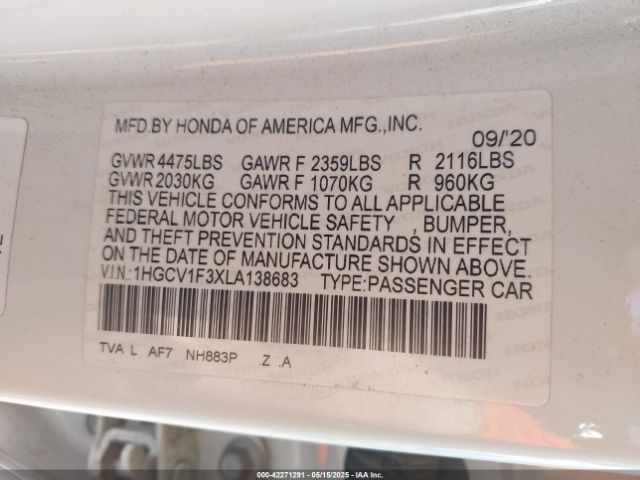 MFD.BY HONDA OF AMERICA MFG.,INC.
09/'20
GVWR 4475LBS GAWR F 2359LBS R 2116LBS
GVWR 2030KG GAWR F 1070KG R 960KG
THIS VEHICLE CONFORMS TO ALL APPLICABLE
FEDERAL MOTOR VEHICLE SAFETY , BUMPER,
AND THEFT PREVENTION STANDARDS IN EFFECT
ON THE DATE OF MANUFACTURE SHOWN ABOVE.
V.I.N.:1HGCV1F3XLA138683 TYPE:PASSENGER CAR
TVA L AF7 NH883P .Z .A
000-42271291 - 05/15/2025 - IAA Inc.